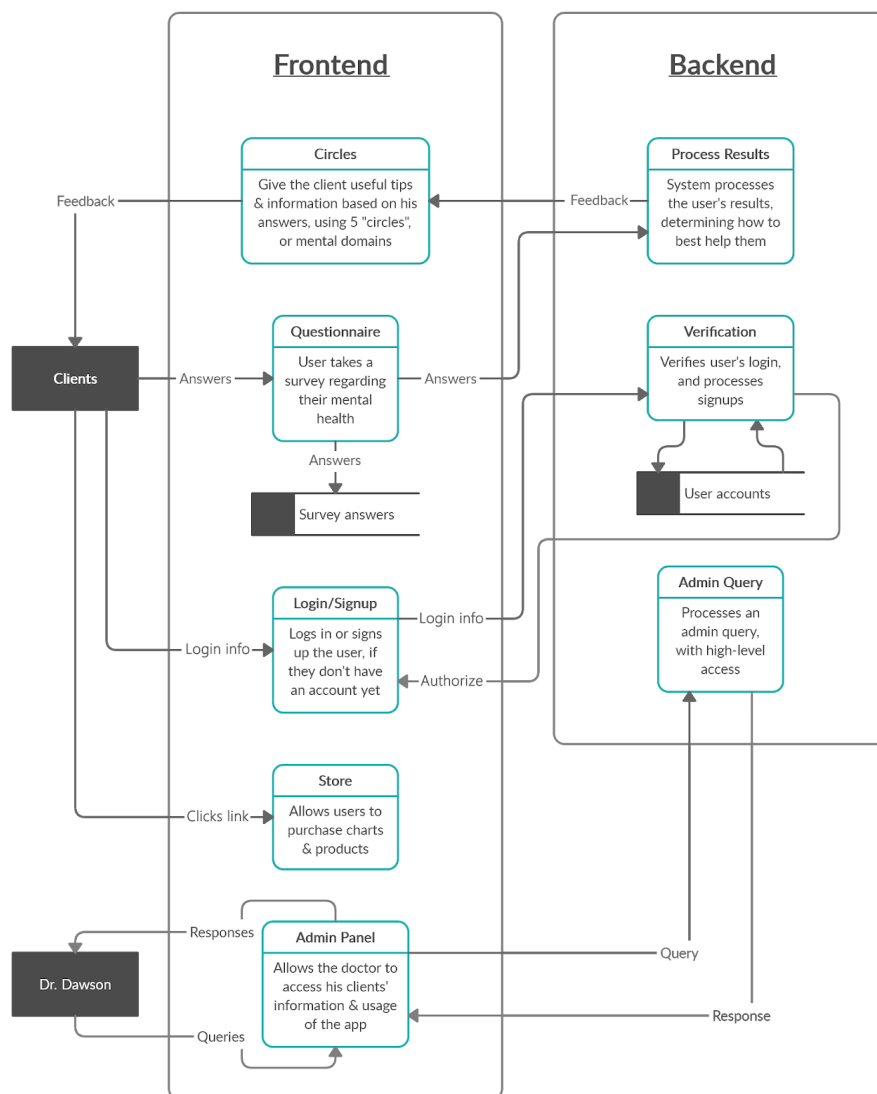 Frontend
Backend
Circles
Give the client useful tips
& information based on his
answers, using 5 "circles",
or mental domains
Process Results
System processes
the user's results,
determining how to
best help them
Feedback
Feedback
Questionnaire
User takes a
survey regarding
their mental
health
Verification
Verifies user's login,
and processes
signups
Clients
Answers
Answers
Answers
Survey answers
User accounts
Login/Signup
Logs in or signs
up the user, if
they don't have
an account yet
Login info
Login info
Authorize
Admin Query
Processes an
admin query,
with high-level
access
Store
Allows users to
purchase charts
& products
Clicks link
Responses
Admin Panel
Allows the doctor to
access his clients'
information & usage
of the app
Query
Dr. Dawson
Response
Queries